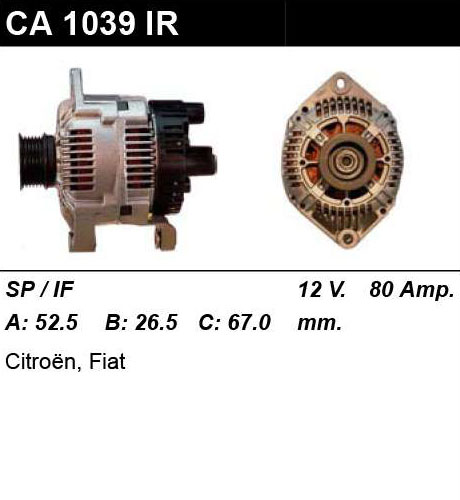 CA 1039 IR
SP / IF 12 V. 80 Amp.
A: 52.5 B: 26.5 C: 67.0 mm.
Citroën, Fiat